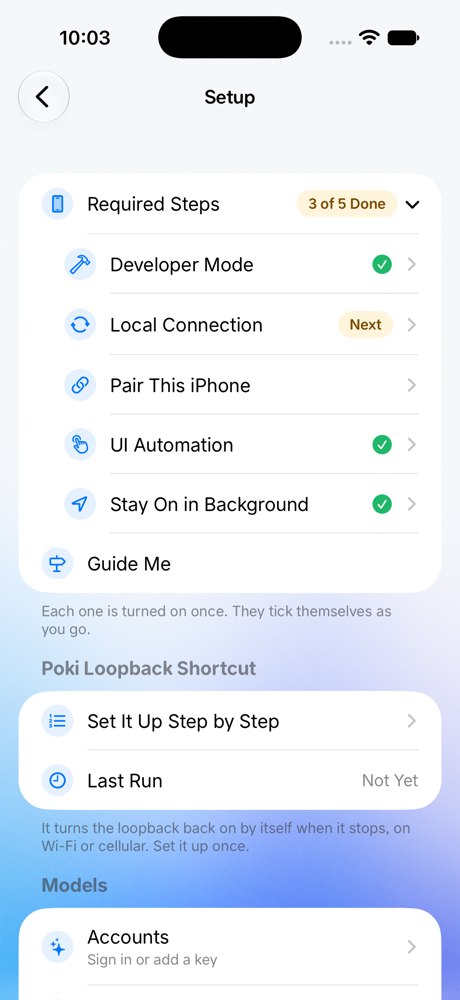 10:03
Setup
Required Steps
3 of 5 Done
Developer Mode
Local Connection
Next
Pair This iPhone
UI Automation
Stay On in Background
Guide Me
Each one is turned on once. They tick themselves as
you go.
Poki Loopback Shortcut
Set It Up Step by Step
Last Run
Not Yet
It turns the loopback back on by itself when it stops, on
Wi-Fi or cellular. Set it up once.
Models
Accounts
Sign in or add a key